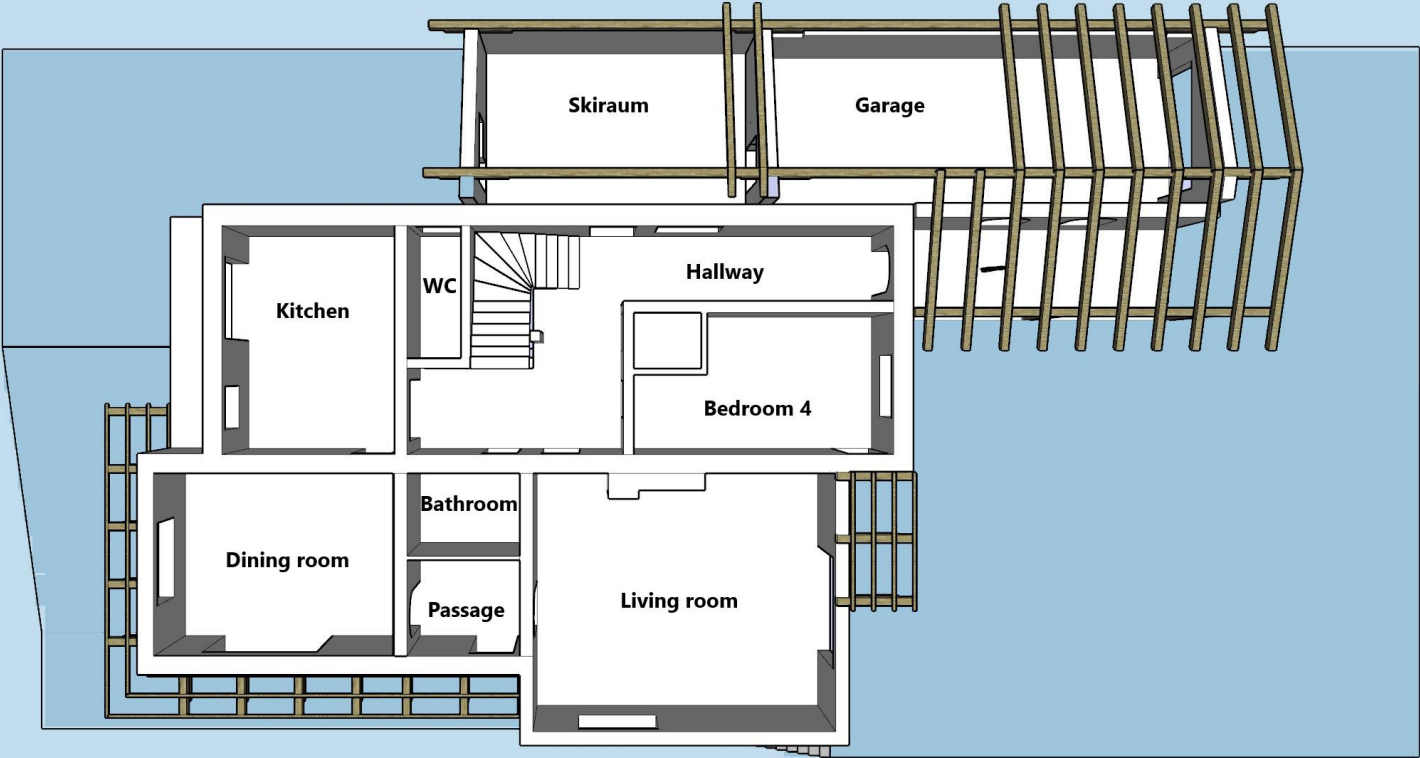 Skiraum
Garage
WC
Hallway
Kitchen
Bedroom 4
Bathroom
Dining room
Passage
Living room